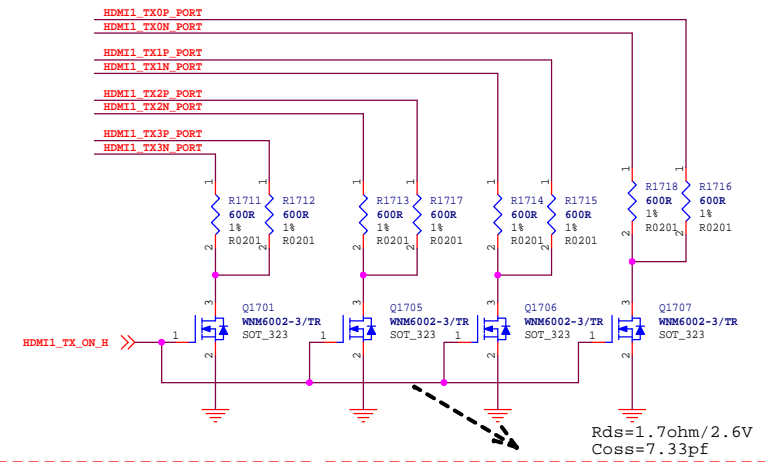 HDMI1_TX0P_PORT
HDMI1_TX0N_PORT
HDMI1_TX1P_PORT
HDMI1_TX1N_PORT
HDMI1_TX2P_PORT
HDMI1_TX2N_PORT
HDMI1_TX3P_PORT
HDMI1_TX3N_PORT
1 1 1 1 1 1 1 1
R1711 R1712 R1713 R1717 R1714 R1715 R1718 R1716
600R 600R 600R 600R 600R 600R 600R 600R
1% 1% 1% 1% 1% 1% 1% 1%
R0201 R0201 R0201 R0201 R0201 R0201 R0201 R0201
2 2 2 2 2 2 2 2
3 3 3 3
Q1701 Q1705 Q1706 Q1707
WNM6002-3/TR WNM6002-3/TR WNM6002-3/TR WNM6002-3/TR
SOT_323 SOT_323 SOT_323 SOT_323
HDMI1_TX_ON_H 1 1 1 1
2 2 2 2
Rds=1.7ohm/2.6V
Coss=7.33pf